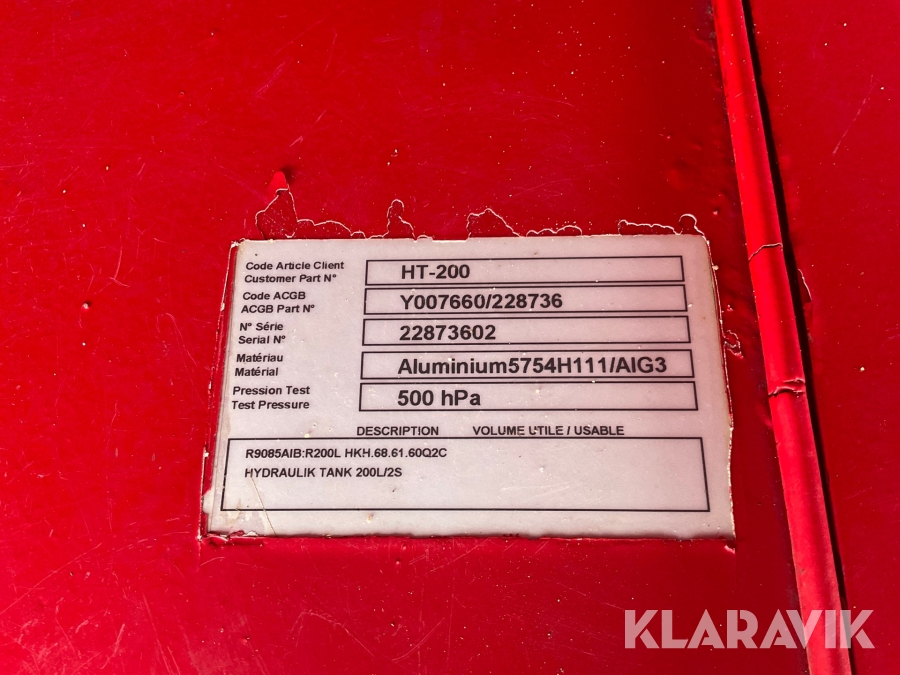 Code Article Client
Customer Part N° HT-200
Code ACGB
ACGB Part N° Y007660/228736
N° Série
Serial N° 22873602
Matériau
Matérial Aluminium5754H111/AIG3
Pression Test
Test Pressure 500 hPa
DESCRIPTION VOLUME UTILE / USABLE
R9085AIB:R200L HKH.68.61.60Q2C
HYDRAULIK TANK 200L/2S
KLARAVIK